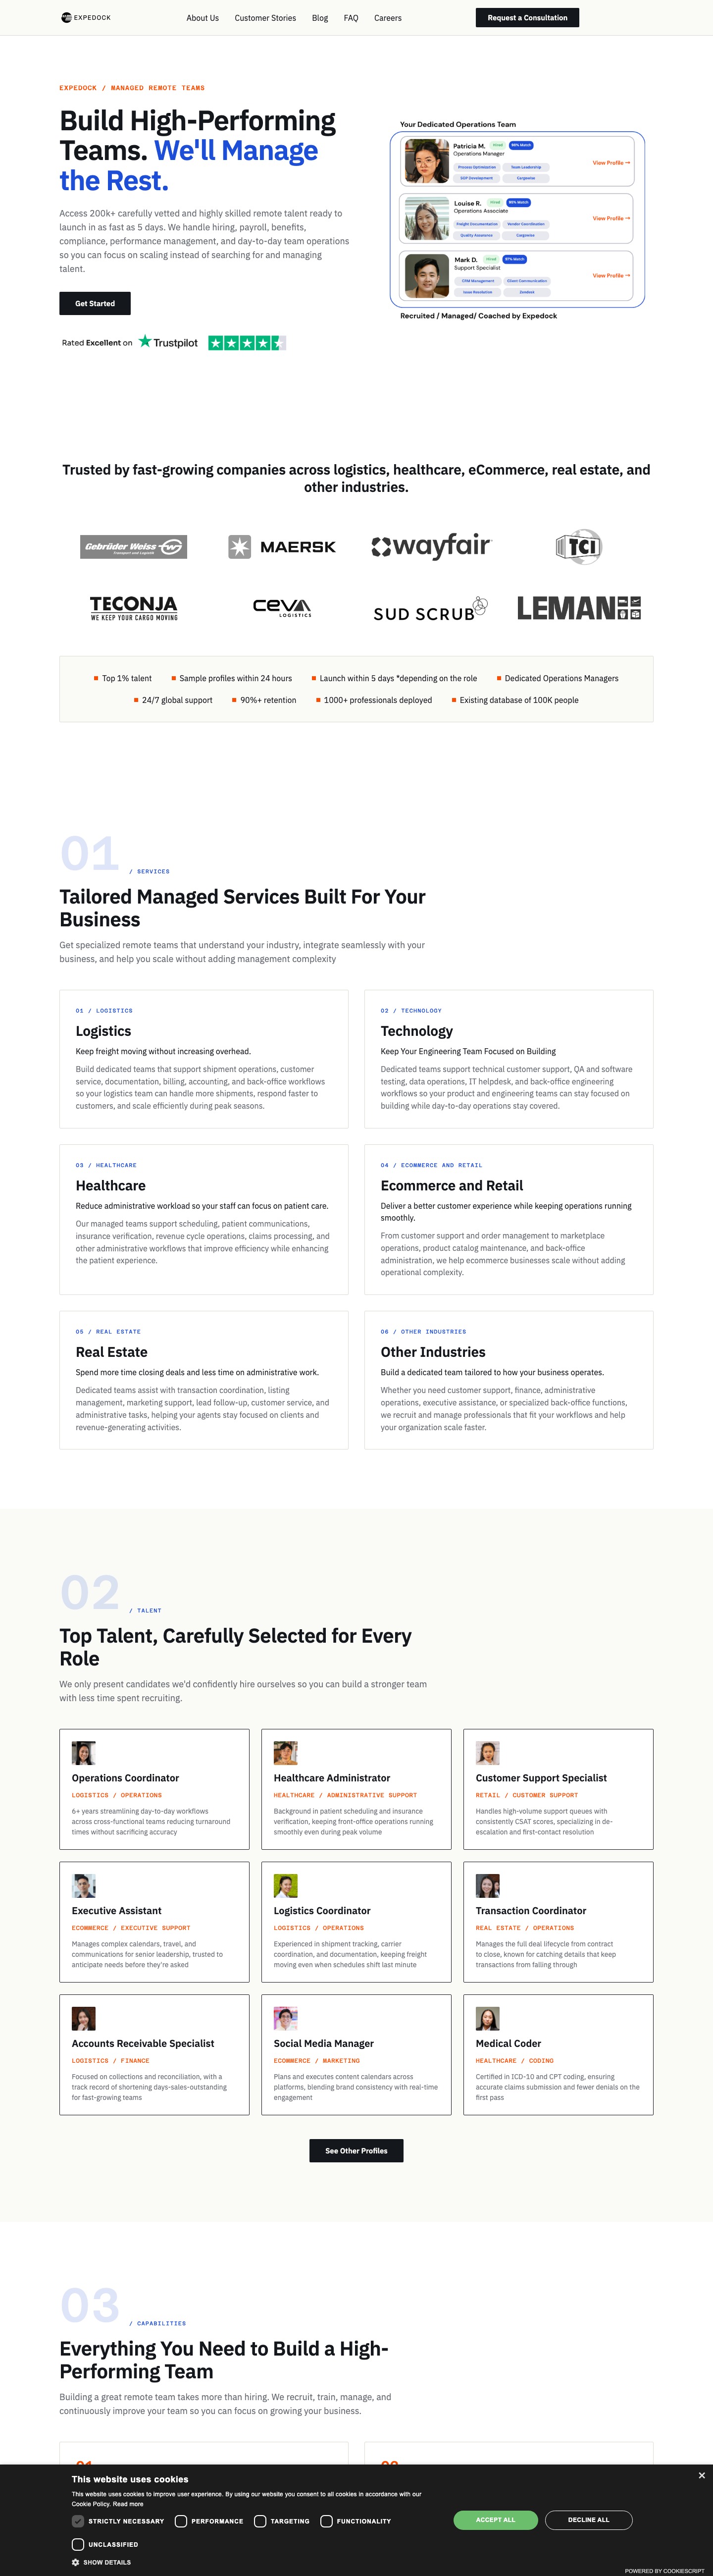 EXPEDOCK
About Us
Customer Stories
Blog
FAQ
Careers
Request a Consultation
EXPEDOCK / MANAGED REMOTE TEAMS
Build High-Performing
Teams. We'll Manage
the Rest.
Access 200k+ carefully vetted and highly skilled remote talent ready to
launch in as fast as 5 days. We handle hiring, payroll, benefits,
compliance, performance management, and day-to-day team operations
so you can focus on scaling instead of searching for and managing
talent.
Get Started
Rated Excellent on Trustpilot
Your Dedicated Operations Team
Patricia M. Hired 99% Match
Operations Manager
Process Optimization Team Leadership
SOP Development Cargowise
View Profile →
Louise R. Hired 95% Match
Operations Associate
Freight Documentation Vendor Coordination
Quality Assurance Cargowise
View Profile →
Mark D. Hired 97% Match
Support Specialist
CRM Management Client Communication
Issue Resolution Zendesk
View Profile →
Recruited / Managed/ Coached by Expedock
Trusted by fast-growing companies across logistics, healthcare, eCommerce, real estate, and
other industries.
Gebrüder Weiss
Transport und Logistik
MAERSK
wayfair
TCI
TECONJA
WE KEEP YOUR CARGO MOVING
CEVA
LOGISTICS
SUD SCRUB
LEMAN
Top 1% talent
Sample profiles within 24 hours
Launch within 5 days *depending on the role
Dedicated Operations Managers
24/7 global support
90%+ retention
1000+ professionals deployed
Existing database of 100K people
01 / SERVICES
Tailored Managed Services Built For Your
Business
Get specialized remote teams that understand your industry, integrate seamlessly with your
business, and help you scale without adding management complexity
01 / LOGISTICS
Logistics
Keep freight moving without increasing overhead.
Build dedicated teams that support shipment operations, customer
service, documentation, billing, accounting, and back-office workflows
so your logistics team can handle more shipments, respond faster to
customers, and scale efficiently during peak seasons.
02 / TECHNOLOGY
Technology
Keep Your Engineering Team Focused on Building
Dedicated teams support technical customer support, QA and software
testing, data operations, IT helpdesk, and back-office engineering
workflows so your product and engineering teams can stay focused on
building while day-to-day operations stay covered.
03 / HEALTHCARE
Healthcare
Reduce administrative workload so your staff can focus on patient care.
Our managed teams support scheduling, patient communications,
insurance verification, revenue cycle operations, claims processing, and
other administrative workflows that improve efficiency while enhancing
the patient experience.
04 / ECOMMERCE AND RETAIL
Ecommerce and Retail
Deliver a better customer experience while keeping operations running
smoothly.
From customer support and order management to marketplace
operations, product catalog maintenance, and back-office
administration, we help ecommerce businesses scale without adding
operational complexity.
05 / REAL ESTATE
Real Estate
Spend more time closing deals and less time on administrative work.
Dedicated teams assist with transaction coordination, listing
management, marketing support, lead follow-up, customer service, and
administrative tasks, helping your agents stay focused on clients and
revenue-generating activities.
06 / OTHER INDUSTRIES
Other Industries
Build a dedicated team tailored to how your business operates.
Whether you need customer support, finance, administrative
operations, executive assistance, or specialized back-office functions,
we recruit and manage professionals that fit your workflows and help
your organization scale faster.
02 / TALENT
Top Talent, Carefully Selected for Every
Role
We only present candidates we'd confidently hire ourselves so you can build a stronger team
with less time spent recruiting.
Operations Coordinator
LOGISTICS / OPERATIONS
6+ years streamlining day-to-day workflows
across cross-functional teams reducing turnaround
times without sacrificing accuracy
Healthcare Administrator
HEALTHCARE / ADMINISTRATIVE SUPPORT
Background in patient scheduling and insurance
verification, keeping front-office operations running
smoothly even during peak volume
Customer Support Specialist
RETAIL / CUSTOMER SUPPORT
Handles high-volume support queues with
consistently CSAT scores, specializing in de-
escalation and first-contact resolution
Executive Assistant
ECOMMERCE / EXECUTIVE SUPPORT
Manages complex calendars, travel, and
communications for senior leadership, trusted to
anticipate needs before they're asked
Logistics Coordinator
LOGISTICS / OPERATIONS
Experienced in shipment tracking, carrier
coordination, and documentation, keeping freight
moving even when schedules shift last minute
Transaction Coordinator
REAL ESTATE / OPERATIONS
Manages the full deal lifecycle from contract
to close, known for catching details that keep
transactions from falling through
Accounts Receivable Specialist
LOGISTICS / FINANCE
Focused on collections and reconciliation, with a
track record of shortening days-sales-outstanding
for fast-growing teams
Social Media Manager
ECOMMERCE / MARKETING
Plans and executes content calendars across
platforms, blending brand consistency with real-time
engagement
Medical Coder
HEALTHCARE / CODING
Certified in ICD-10 and CPT coding, ensuring
accurate claims submission and fewer denials on the
first pass
See Other Profiles
03 / CAPABILITIES
Everything You Need to Build a High-
Performing Team
Building a great remote team takes more than hiring. We recruit, train, manage, and
continuously improve your team so you can focus on growing your business.
This website uses cookies
This website uses cookies to improve user experience. By using our website you consent to all cookies in accordance with our
Cookie Policy. Read more
STRICTLY NECESSARY
PERFORMANCE
TARGETING
FUNCTIONALITY
UNCLASSIFIED
SHOW DETAILS
ACCEPT ALL
DECLINE ALL
POWERED BY COOKIESCRIPT